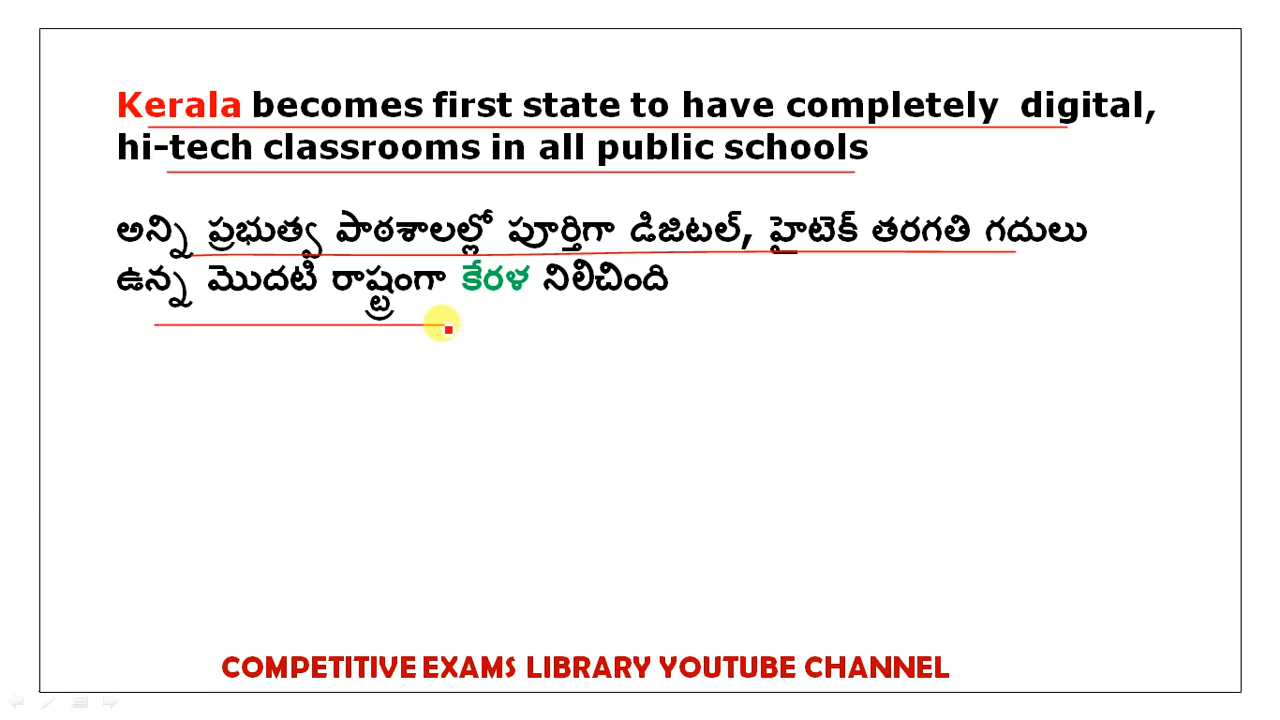 Kerala becomes first state to have completely digital,
hi-tech classrooms in all public schools
అన్ని ప్రభుత్వ పాఠశాలల్లో పూర్తిగా డిజిటల్, హైటెక్ తరగతి గదులు
ఉన్న మొదటి రాష్ట్రంగా కేరళ నిలిచింది
COMPETITIVE EXAMS LIBRARY YOUTUBE CHANNEL